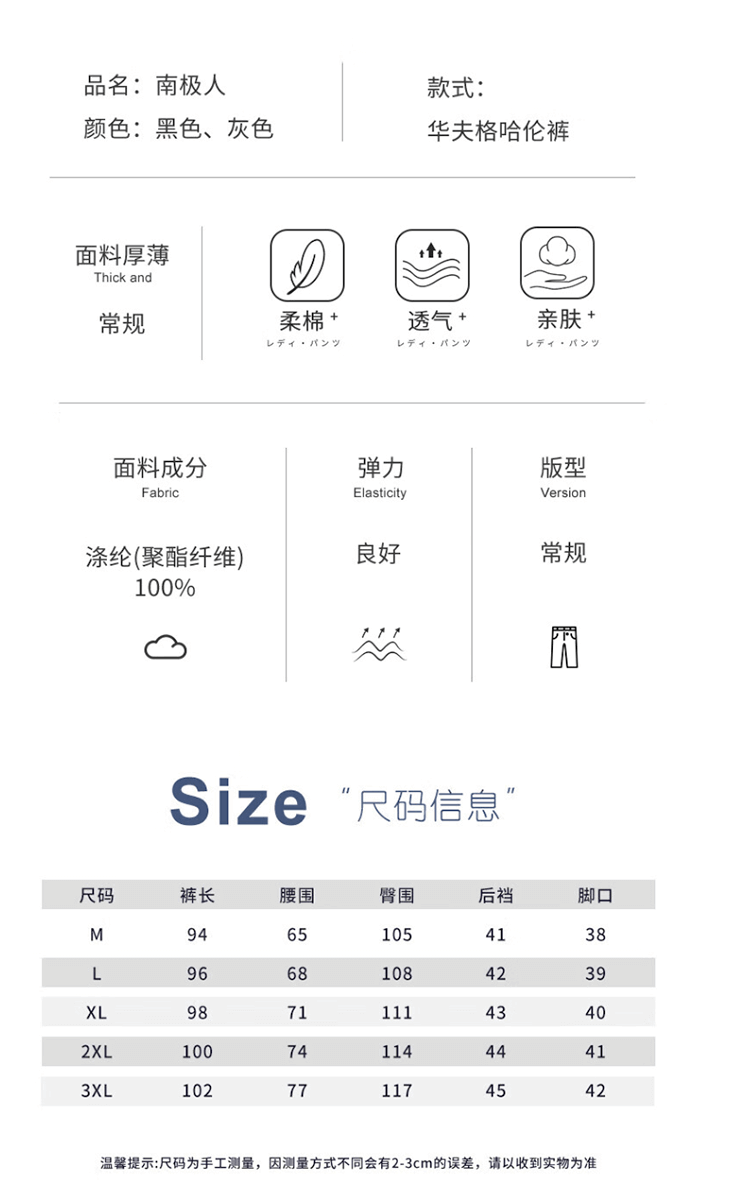 品名：南极人
颜色：黑色、灰色
款式：
华夫格哈伦裤
面料厚薄
Thick and
常规
柔棉+
レディ・パンツ
透气+
レディ・パンツ
亲肤+
レディ・パンツ
面料成分
Fabric
涤纶(聚酯纤维)
100%
弹力
Elasticity
良好
版型
Version
常规
Size “尺码信息”
尺码 裤长 腰围 臀围 后裆 脚口
M 94 65 105 41 38
L 96 68 108 42 39
XL 98 71 111 43 40
2XL 100 74 114 44 41
3XL 102 77 117 45 42
温馨提示:尺码为手工测量，因测量方式不同会有2-3cm的误差，请以收到实物为准